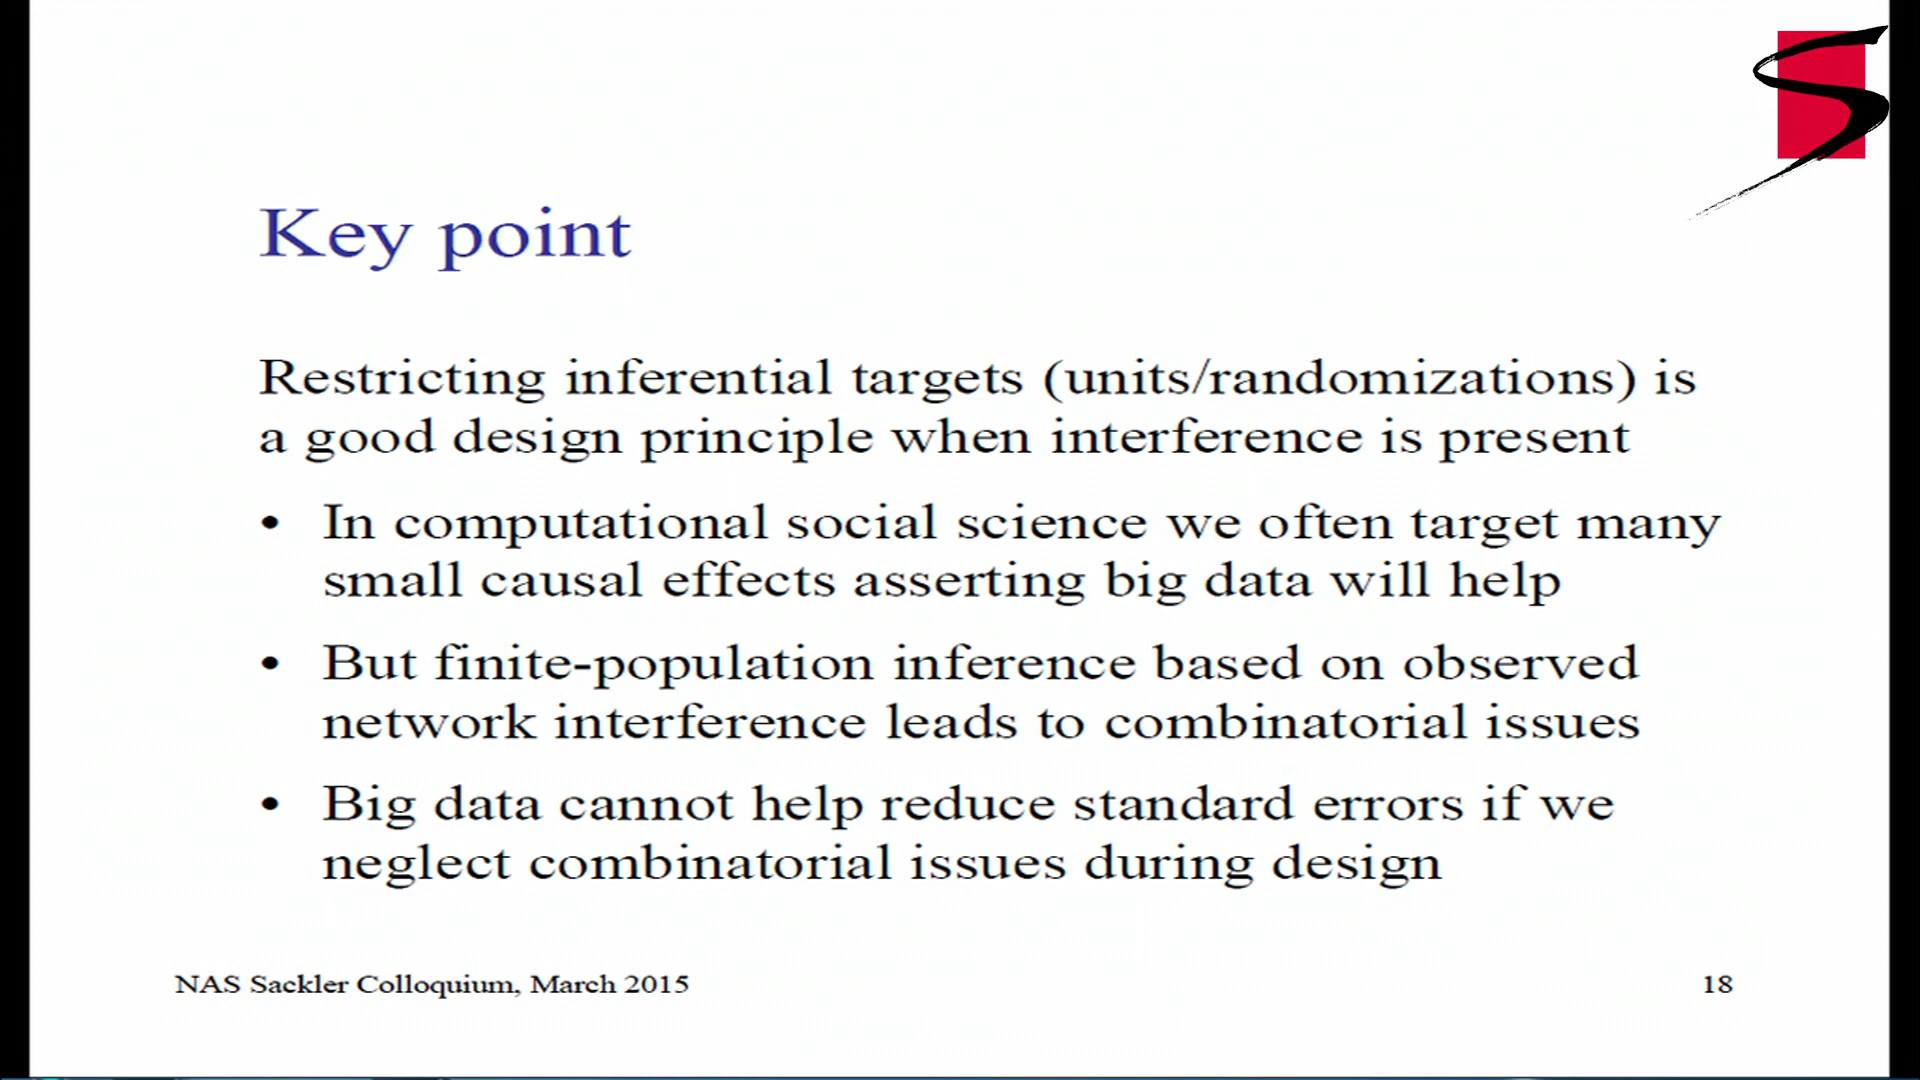 Key point
Restricting inferential targets (units/randomizations) is
a good design principle when interference is present
• In computational social science we often target many
small causal effects asserting big data will help
• But finite-population inference based on observed
network interference leads to combinatorial issues
• Big data cannot help reduce standard errors if we
neglect combinatorial issues during design
NAS Sackler Colloquium, March 2015
18